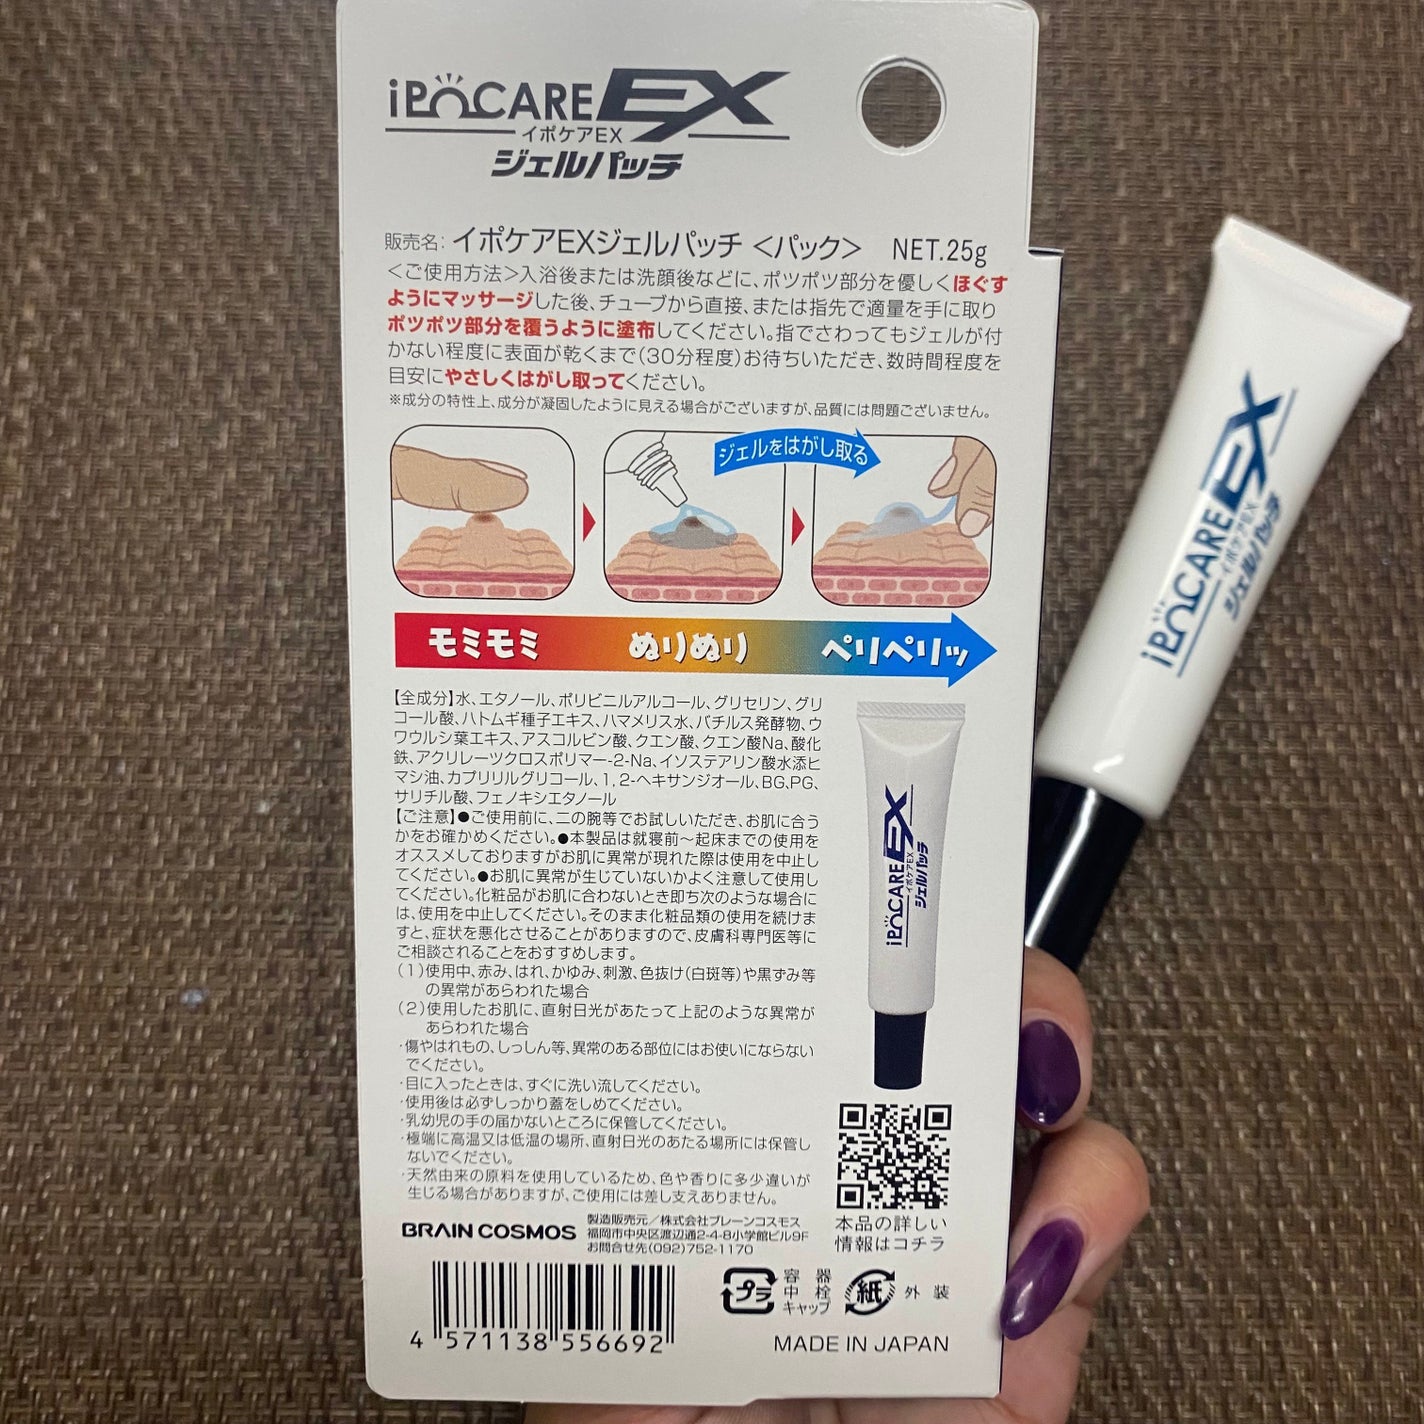 iPOCARE EX
イポケアEX
ジェルパッチ
販売名: イポケアEXジェルパッチ <パック> NET.25g
<ご使用方法>入浴後または洗顔後などに、ポツポツ部分を優しくほぐす
ようにマッサージした後、チューブから直接、または指先で適量を手に取り
ポツポツ部分を覆うように塗布してください。指でさわってもジェルが付
かない程度に表面が乾くまで(30分程度)お待ちいただき、数時間程度を
目安にやさしくはがし取ってください。
※成分の特性上、成分が凝固したように見える場合がございますが、品質には問題ございません。
ジェルをはがし取る
モミモミ ぬりぬり ペリペリッ
【全成分】水、エタノール、ポリビニルアルコール、グリセリン、グリ
コール酸、ハトムギ種子エキス、ハマメリス水、バチルス発酵物、ウ
ワウルシ葉エキス、アスコルビン酸、クエン酸、クエン酸Na、酸化
鉄、アクリレーツクロスポリマー-2-Na、イソステアリン酸水添ヒ
マシ油、カプリリルグリコール、1,2-ヘキサンジオール、BG、PG、
サリチル酸、フェノキシエタノール
【ご注意】●ご使用前に、二の腕等でお試しいただき、お肌に合う
かをお確かめください。●本製品は就寝前～起床までの使用を
オススメしておりますがお肌に異常が現れた際は使用を中止し
てください。●お肌に異常が生じていないかよく注意して使用し
てください。化粧品がお肌に合わないとき即ち次のような場合に
は、使用を中止してください。そのまま化粧品類の使用を続けま
すと、症状を悪化させることがありますので、皮膚科専門医等に
ご相談されることをおすすめします。
(1)使用中、赤み、はれ、かゆみ、刺激、色抜け(白斑等)や黒ずみ等
の異常があらわれた場合
(2)使用したお肌に、直射日光があたって上記のような異常が
あらわれた場合
・傷やはれもの、しっしん等、異常のある部位にはお使いにならない
でください。
・目に入ったときは、すぐに洗い流してください。
・使用後は必ずしっかり蓋をしめてください。
・乳幼児の手の届かないところに保管してください。
・極端に高温又は低温の場所、直射日光のあたる場所には保管し
ないでください。
・天然由来の原料を使用しているため、色や香りに多少違いが
生じる場合がありますが、ご使用には差し支えありません。
iPOCARE EX
イポケアEX
ジェルパッチ
本品の詳しい
情報はコチラ
BRAIN COSMOS
製造販売元/株式会社ブレーンコスモス
福岡市中央区渡辺通2-4-8小学館ビル9F
お問合せ先(092)752-1170
4 571138 556692
プラ
容器
中栓
キャップ
紙
外装
MADE IN JAPAN
iPOCARE EX
イポケアEX
ジェルパッチ